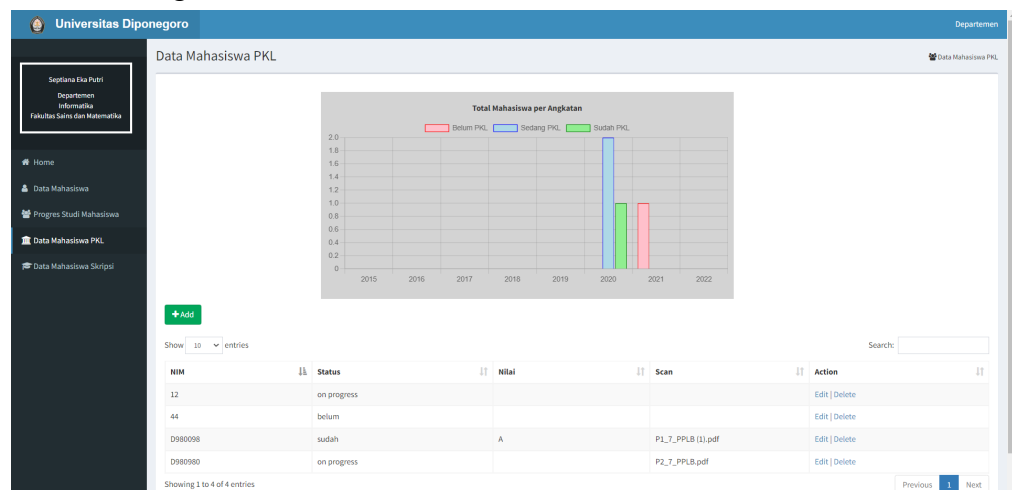 Universitas Diponegoro
Departemen
Septiana Eka Putri
Departemen
Informatika
Fakultas Sains dan Matematika
Home
Data Mahasiswa
Progres Studi Mahasiswa
Data Mahasiswa PKL
Data Mahasiswa Skripsi
Data Mahasiswa PKL
Data Mahasiswa PKL
Total Mahasiswa per Angkatan
Belum PKL Sedang PKL Sudah PKL
2.0
1.8
1.6
1.4
1.2
1.0
0.8
0.6
0.4
0.2
0
2015 2016 2017 2018 2019 2020 2021 2022
+Add
Show 10 entries
Search:
NIM Status Nilai Scan Action
12 on progress Edit | Delete
44 belum Edit | Delete
D980098 sudah A P1_7_PPLB (1).pdf Edit | Delete
D980980 on progress P2_7_PPLB.pdf Edit | Delete
Showing 1 to 4 of 4 entries
Previous 1 Next